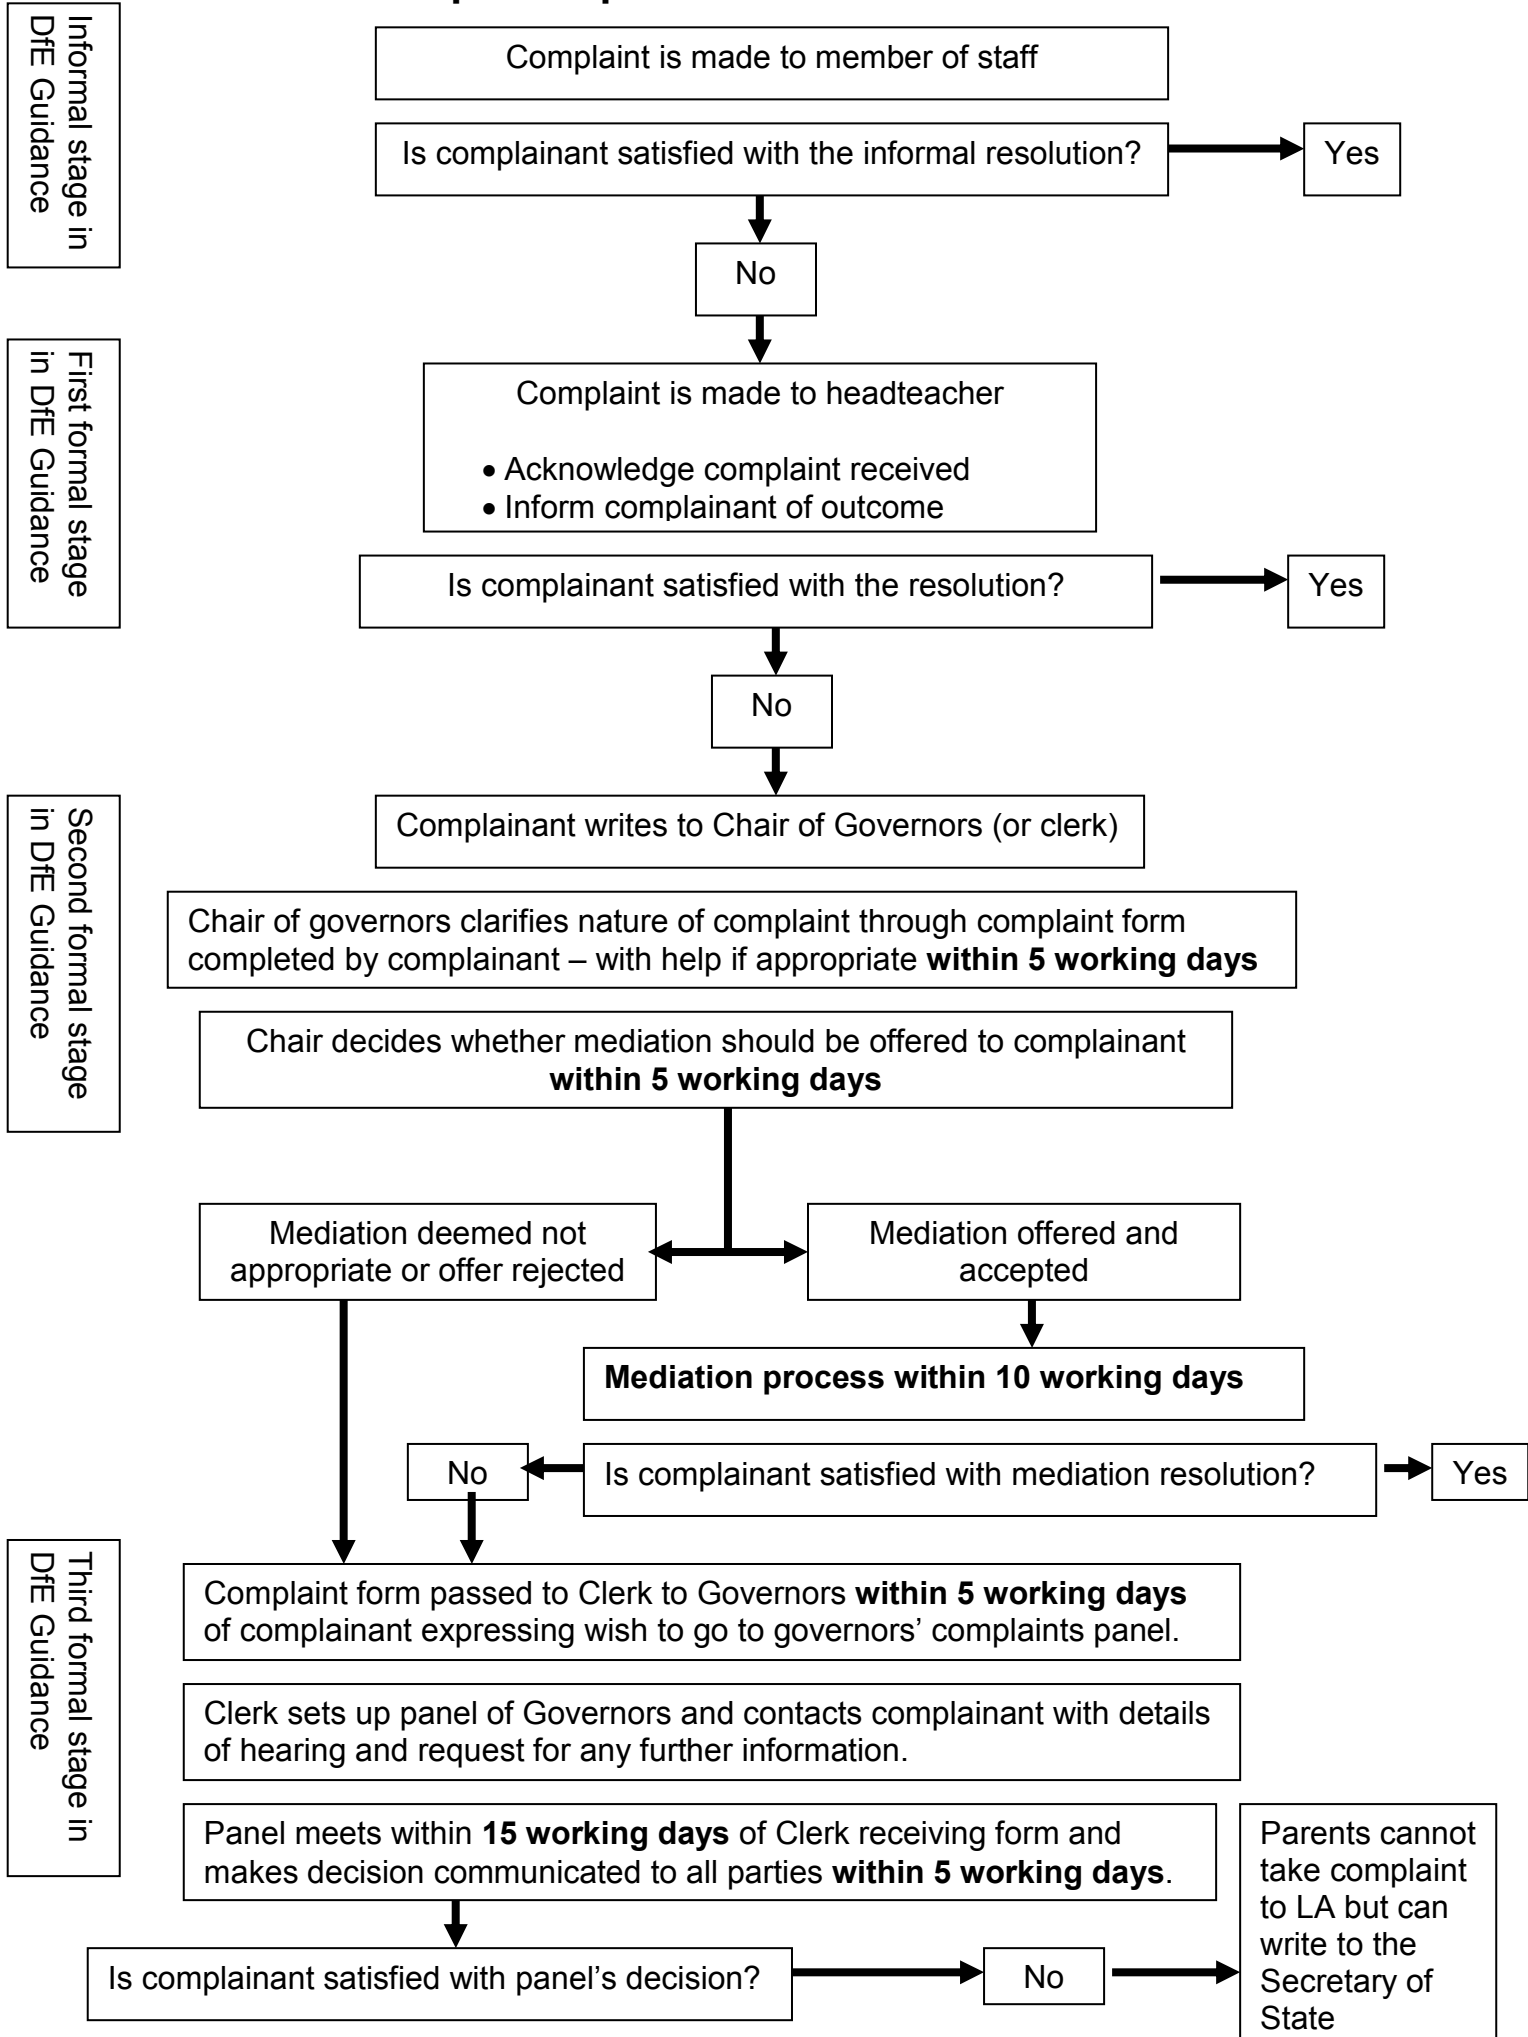 Informal stage in
DfE Guidance
Complaint is made to member of staff
Is complainant satisfied with the informal resolution?
Yes
No
First formal stage
in DfE Guidance
Complaint is made to headteacher
• Acknowledge complaint received
• Inform complainant of outcome
Is complainant satisfied with the resolution?
Yes
No
Second formal stage
in DfE Guidance
Complainant writes to Chair of Governors (or clerk)
Chair of governors clarifies nature of complaint through complaint form
completed by complainant – with help if appropriate within 5 working days
Chair decides whether mediation should be offered to complainant
within 5 working days
Mediation deemed not
appropriate or offer rejected
Mediation offered and
accepted
Mediation process within 10 working days
No
Is complainant satisfied with mediation resolution?
Yes
Third formal stage in
DfE Guidance
Complaint form passed to Clerk to Governors within 5 working days
of complainant expressing wish to go to governors’ complaints panel.
Clerk sets up panel of Governors and contacts complainant with details
of hearing and request for any further information.
Panel meets within 15 working days of Clerk receiving form and
makes decision communicated to all parties within 5 working days.
Is complainant satisfied with panel’s decision?
No
Parents cannot
take complaint
to LA but can
write to the
Secretary of
State